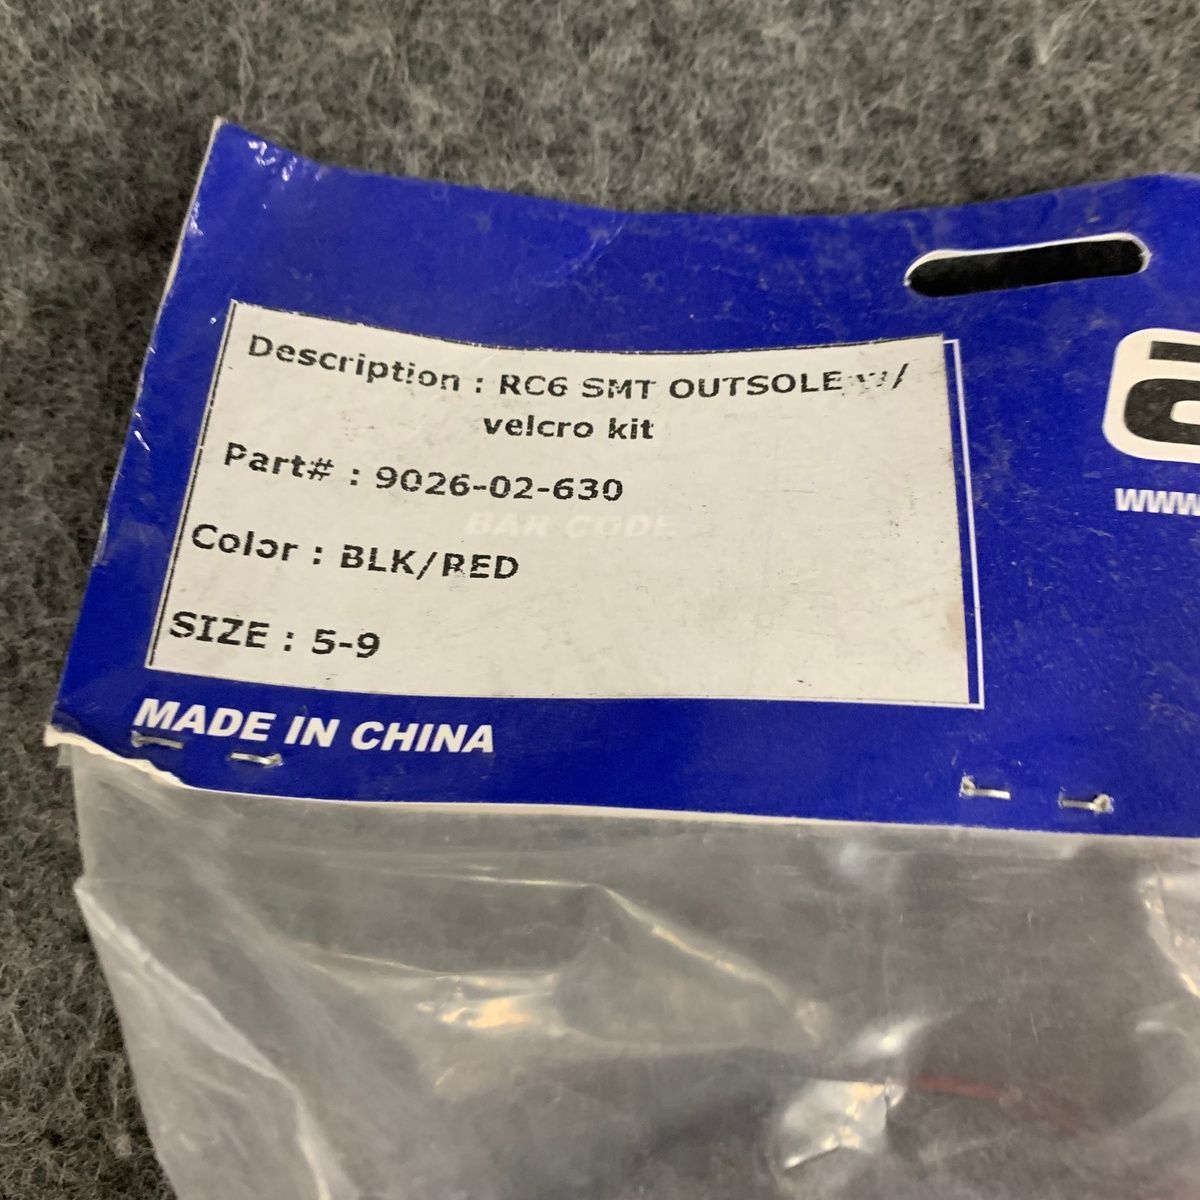 Description : RC6 SMT OUTSOLE w/
velcro kit
Part# : 9026-02-630
BAR CODE
Color : BLK/RED
SIZE : 5-9
MADE IN CHINA
a
www.